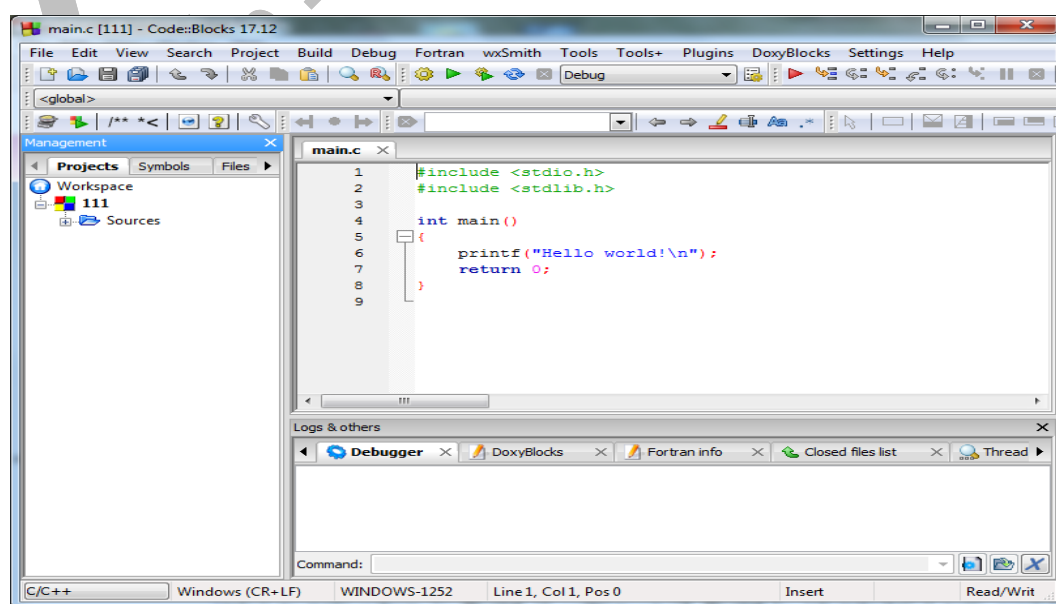 main.c [111] - Code::Blocks 17.12
File Edit View Search Project Build Debug Fortran wxSmith Tools Tools+ Plugins DoxyBlocks Settings Help
Debug
<global>
/** *<
Management
main.c
Projects Symbols Files
Workspace
111
Sources
1 #include <stdio.h>
2 #include <stdlib.h>
3
4 int main()
5 {
6 printf("Hello world!\n");
7 return 0;
8 }
9
Logs & others
Debugger DoxyBlocks Fortran info Closed files list Thread
Command:
C/C++ Windows (CR+LF) WINDOWS-1252 Line 1, Col 1, Pos 0 Insert Read/Writ